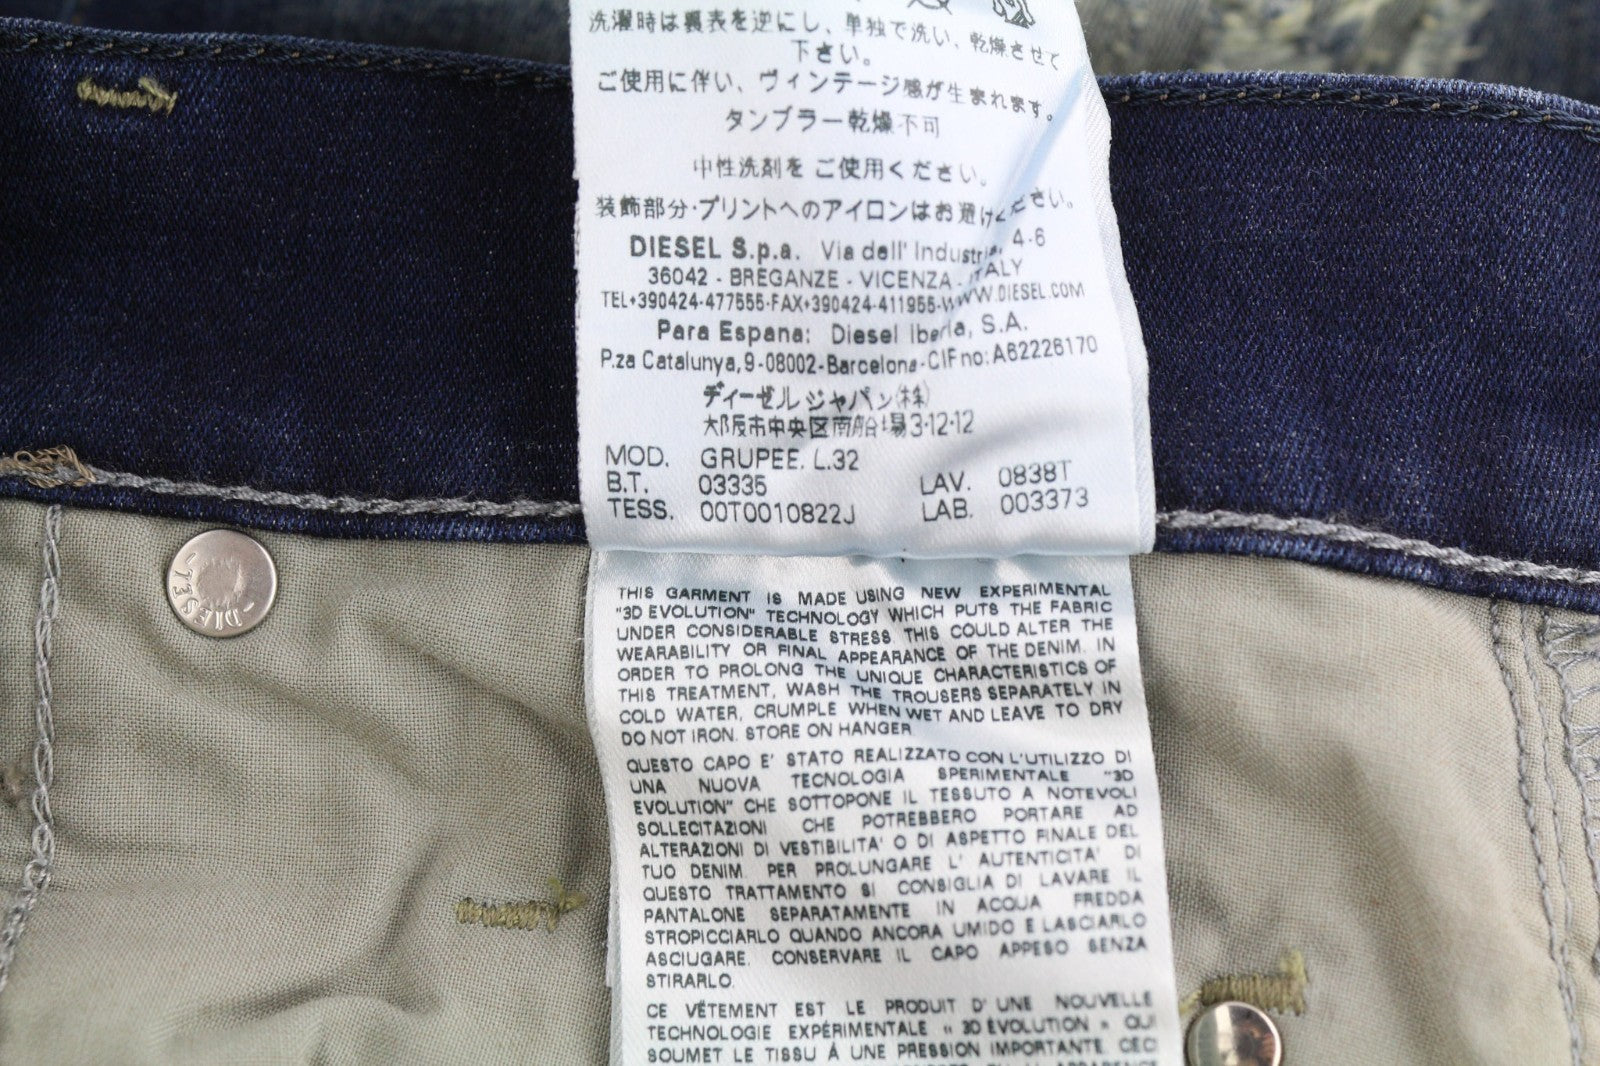 洗濯時は裏表を逆にし、単独で洗い、乾燥させて
下さい。
ご使用に伴い、ヴィンテージ感が生まれます。
タンブラー乾燥不可
中性洗剤を ご使用ください。
装飾部分・プリントへのアイロンはお避けください。
DIESEL S.p.a. Via dell' Industria, 4-6
36042 - BREGANZE - VICENZA - ITALY
TEL+390424-477555-FAX+390424-411955-WWW.DIESEL.COM
Para Espana: Diesel Iberia, S.A.
P.za Catalunya, 9-08002-Barcelona-CIF no: A62226170
ディーゼル ジャパン(株)
大阪市中央区南船場3-12-12
MOD. GRUPEE. L.32
B.T. 03335 LAV. 0838T
TESS. 00T0010822J LAB. 003373
DIESEL
THIS GARMENT IS MADE USING NEW EXPERIMENTAL
"3D EVOLUTION" TECHNOLOGY WHICH PUTS THE FABRIC
UNDER CONSIDERABLE STRESS. THIS COULD ALTER THE
WEARABILITY OR FINAL APPEARANCE OF THE DENIM. IN
ORDER TO PROLONG THE UNIQUE CHARACTERISTICS OF
THIS TREATMENT, WASH THE TROUSERS SEPARATELY IN
COLD WATER, CRUMPLE WHEN WET AND LEAVE TO DRY
DO NOT IRON. STORE ON HANGER
QUESTO CAPO E' STATO REALIZZATO CON L'UTILIZZO DI
UNA NUOVA TECNOLOGIA SPERIMENTALE "3D
EVOLUTION" CHE SOTTOPONE IL TESSUTO A NOTEVOLI
SOLLECITAZIONI CHE POTREBBERO PORTARE AD
ALTERAZIONI DI VESTIBILITA' O DI ASPETTO FINALE DEL
TUO DENIM. PER PROLUNGARE L' AUTENTICITA' DI
QUESTO TRATTAMENTO SI CONSIGLIA DI LAVARE IL
PANTALONE SEPARATAMENTE IN ACQUA FREDDA
STROPICCIARLO QUANDO ANCORA UMIDO E LASCIARLO
ASCIUGARE. CONSERVARE IL CAPO APPESO SENZA
STIRARLO.
CE VÊTEMENT EST LE PRODUIT D' UNE NOUVELLE
TECHNOLOGIE EXPÉRIMENTALE « 3D EVOLUTION » QUI
SOUMET LE TISSU À UNE PRESSION IMPORTANTE. CECI